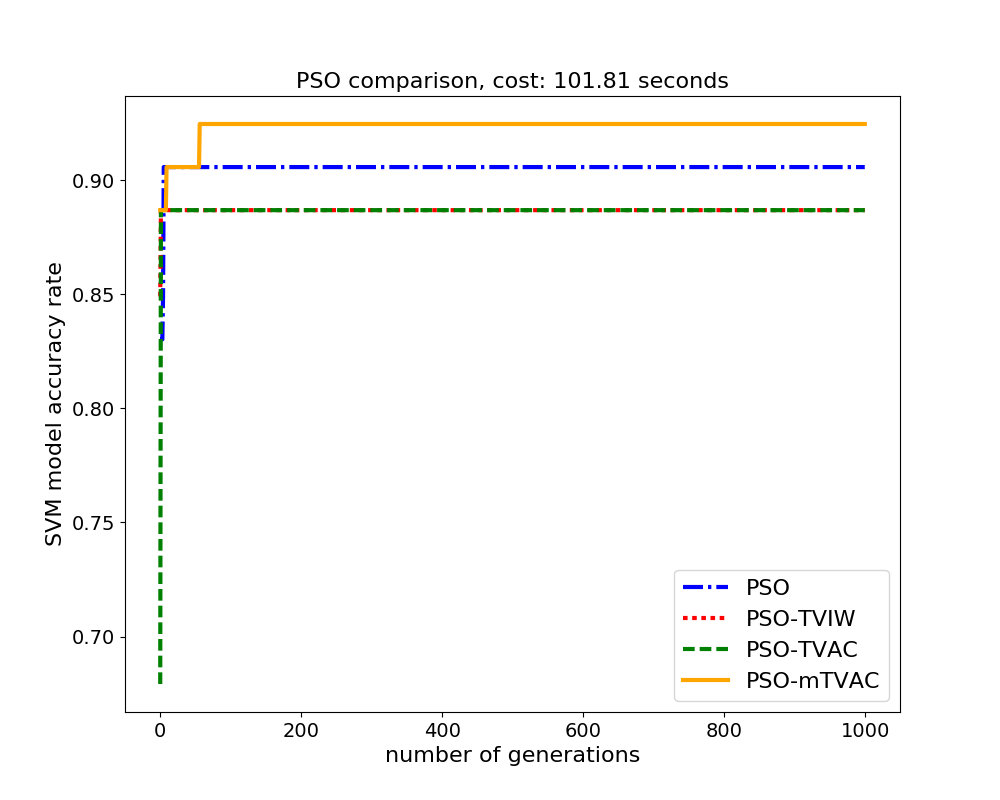 PSO comparison, cost: 101.81 seconds
SVM model accuracy rate
0.90
0.85
0.80
0.75
0.70
0
200
400
600
800
1000
number of generations
PSO
PSO-TVIW
PSO-TVAC
PSO-mTVAC